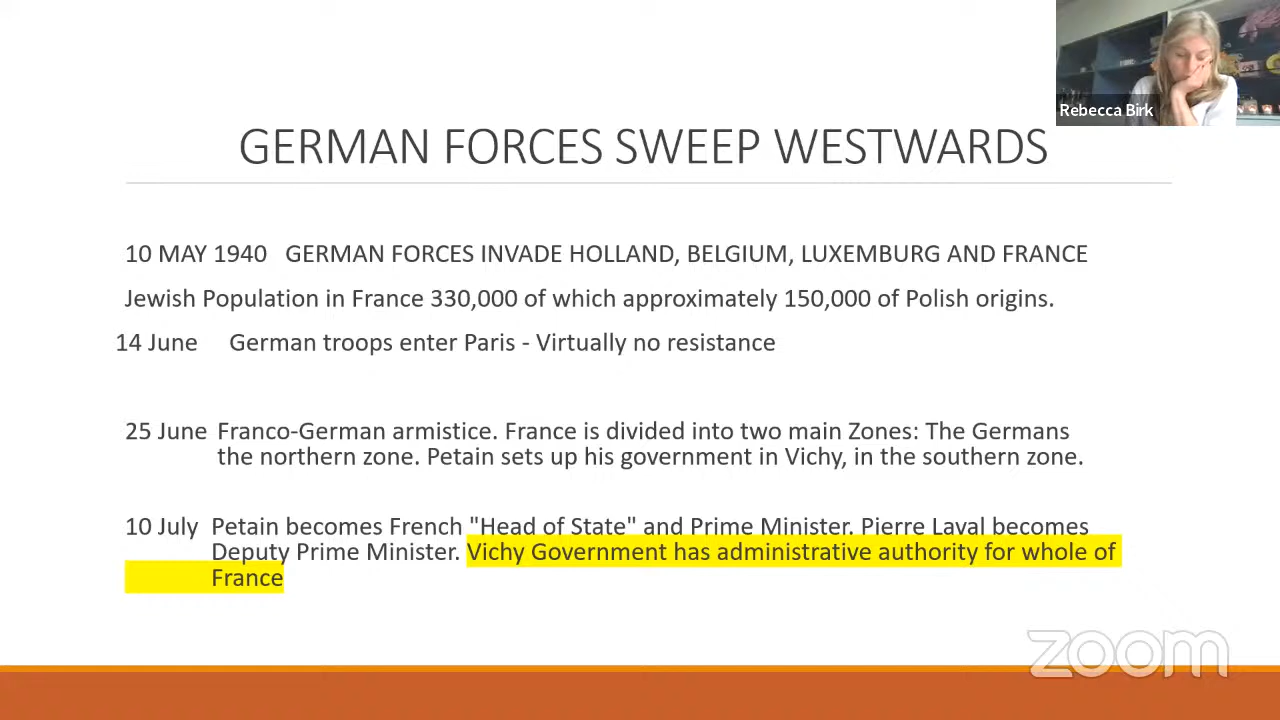 Rebecca Birk
GERMAN FORCES SWEEP WESTWARDS
10 MAY 1940 GERMAN FORCES INVADE HOLLAND, BELGIUM, LUXEMBURG AND FRANCE
Jewish Population in France 330,000 of which approximately 150,000 of Polish origins.
14 June German troops enter Paris - Virtually no resistance
25 June Franco-German armistice. France is divided into two main Zones: The Germans
the northern zone. Petain sets up his government in Vichy, in the southern zone.
10 July Petain becomes French "Head of State" and Prime Minister. Pierre Laval becomes
Deputy Prime Minister. Vichy Government has administrative authority for whole of
France
zoom